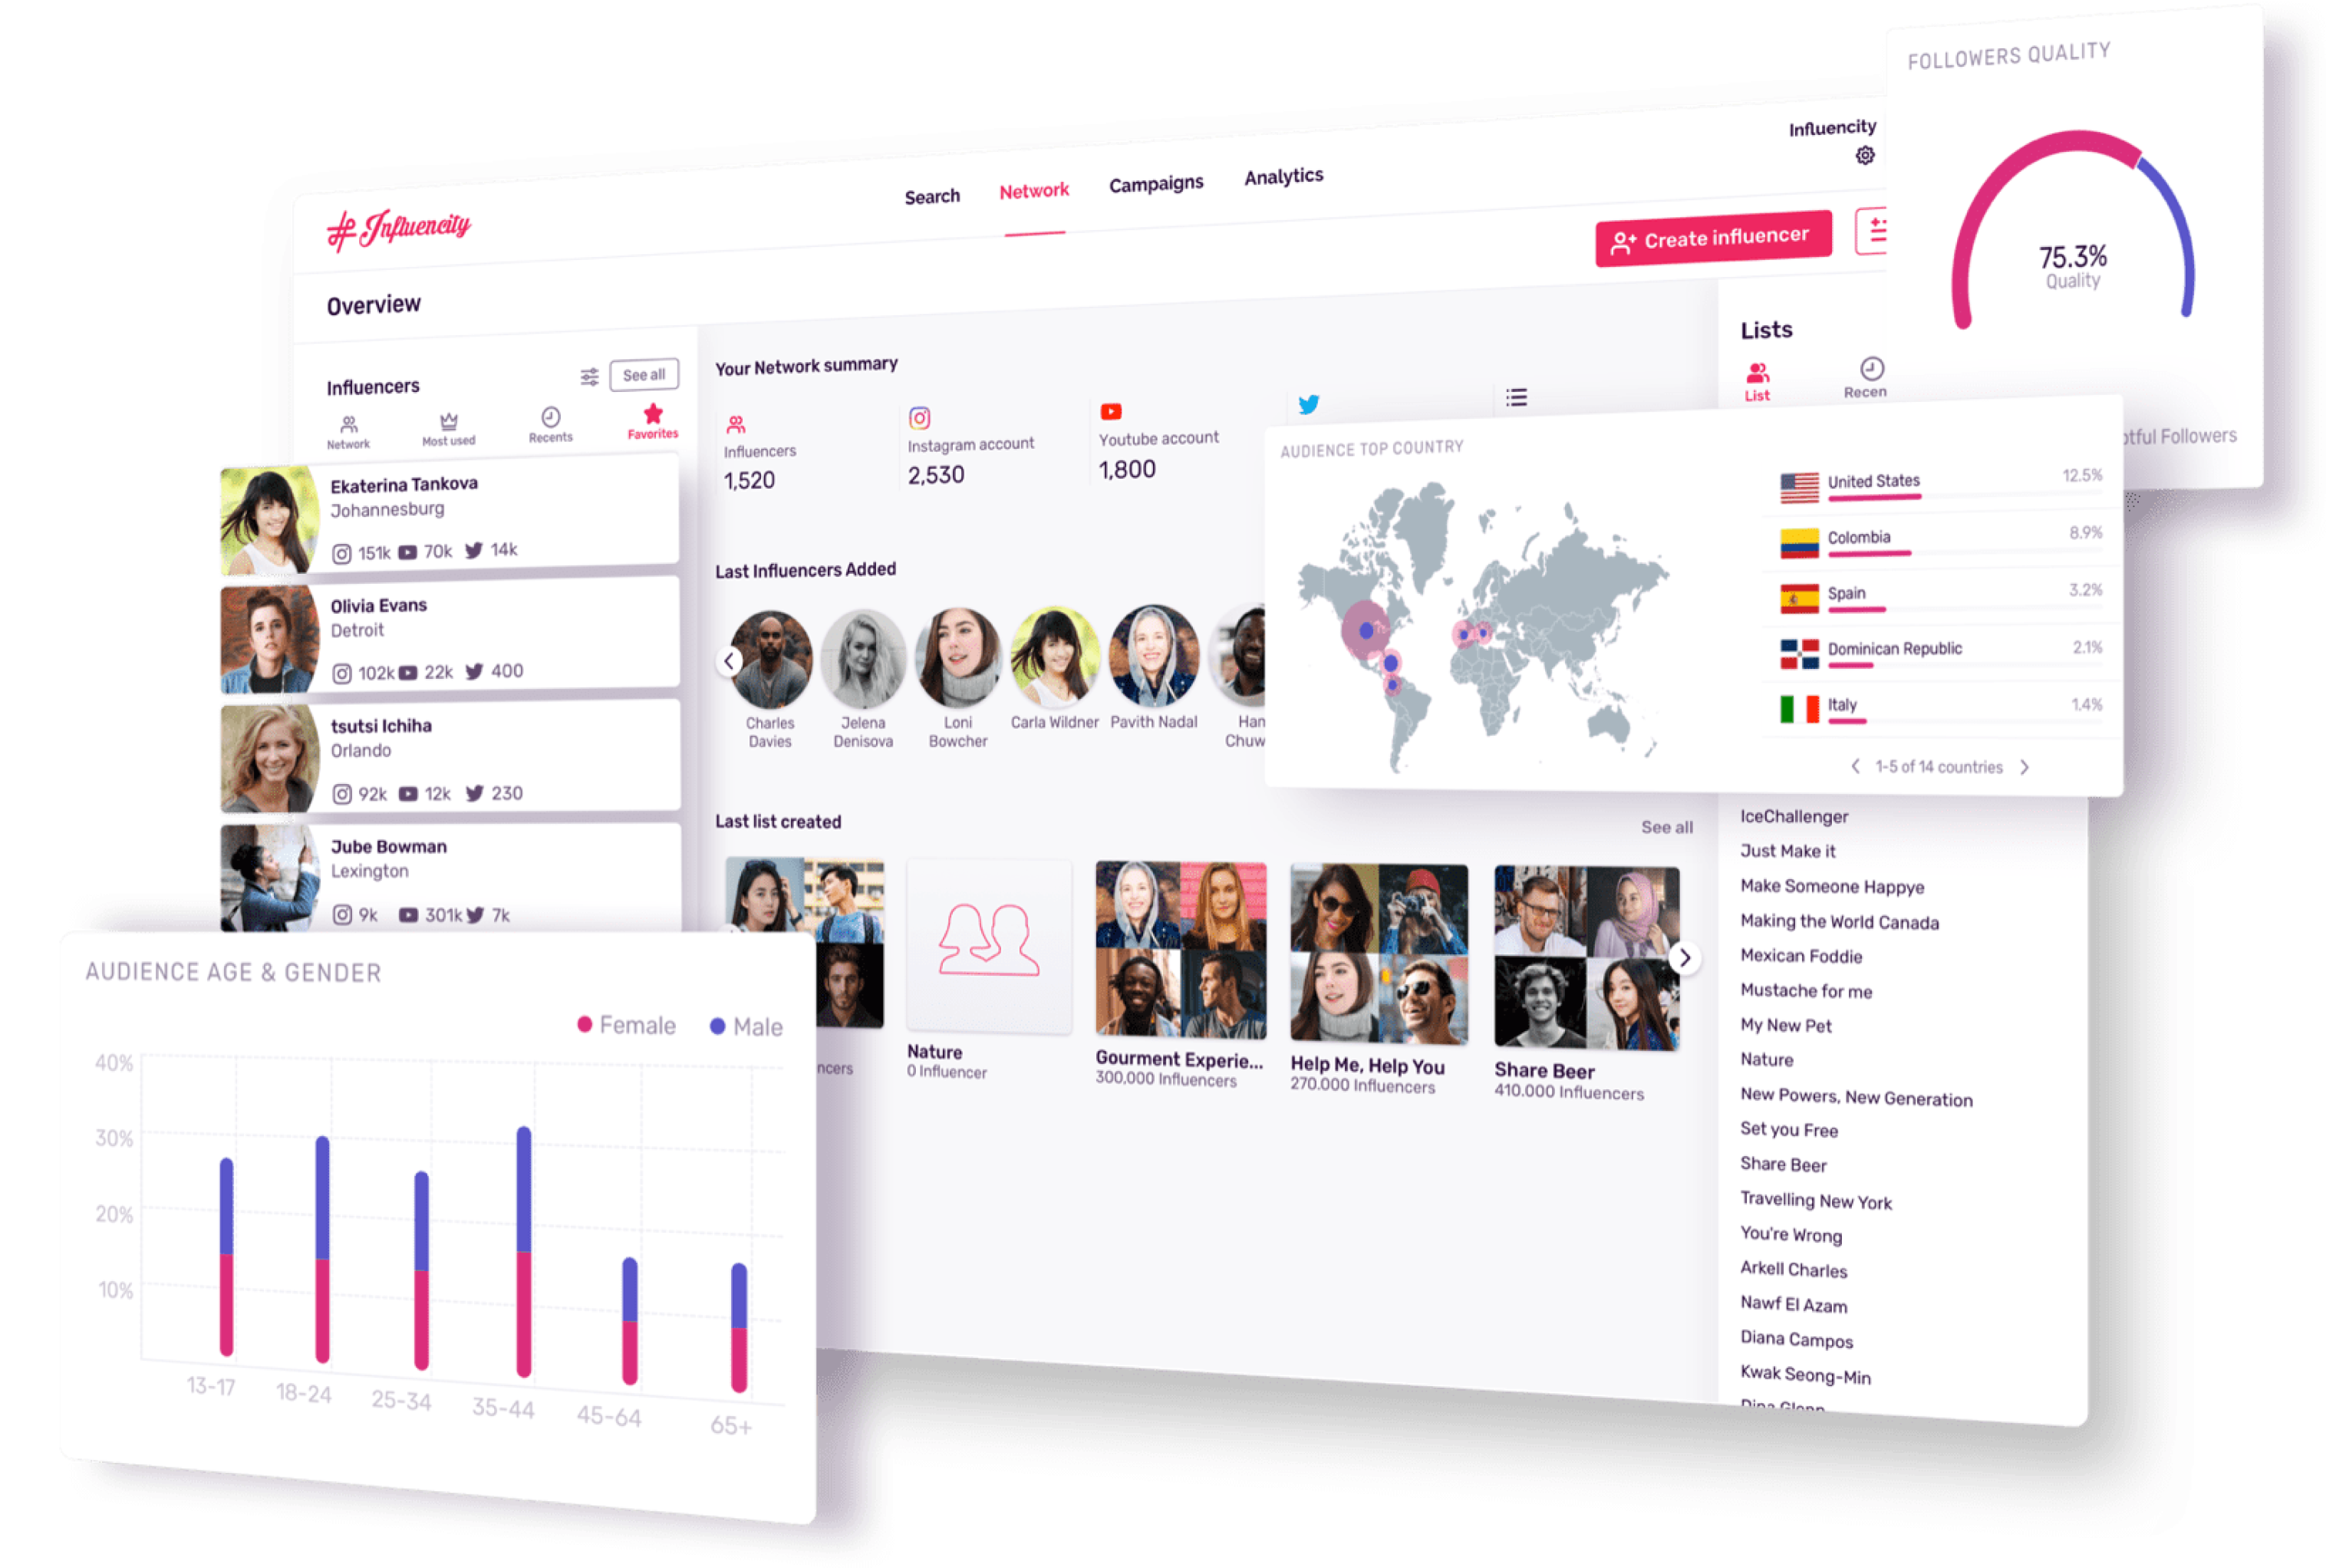 FOLLOWERS QUALITY
75.3%
Quality
tful Followers
Influencity
Search
Network
Campaigns
Analytics
# Influencity
Create influencer
Overview
Influencers
See all
Network
Most used
Recents
Favorites
Ekaterina Tankova
Johannesburg
151k 70k 14k
Olivia Evans
Detroit
102k 22k 400
tsutsi Ichiha
Orlando
92k 12k 230
Jube Bowman
Lexington
9k 301k 7k
Your Network summary
Influencers
1,520
Instagram account
2,530
Youtube account
1,800
Last Influencers Added
Charles
Davies
Jelena
Denisova
Loni
Bowcher
Carla Wildner
Pavith Nadal
Han
Chuw
Last list created
See all
ncers
Nature
0 Influencer
Gourment Experie...
300,000 Influencers
Help Me, Help You
270.000 Influencers
Share Beer
410.000 Influencers
Lists
List
Recen
AUDIENCE TOP COUNTRY
United States 12.5%
Colombia 8.9%
Spain 3.2%
Dominican Republic 2.1%
Italy 1.4%
1-5 of 14 countries
IceChallenger
Just Make it
Make Someone Happye
Making the World Canada
Mexican Foddie
Mustache for me
My New Pet
Nature
New Powers, New Generation
Set you Free
Share Beer
Travelling New York
You're Wrong
Arkell Charles
Nawf El Azam
Diana Campos
Kwak Seong-Min
Dina Glenn
AUDIENCE AGE & GENDER
Female
Male
40%
30%
20%
10%
13-17
18-24
25-34
35-44
45-64
65+